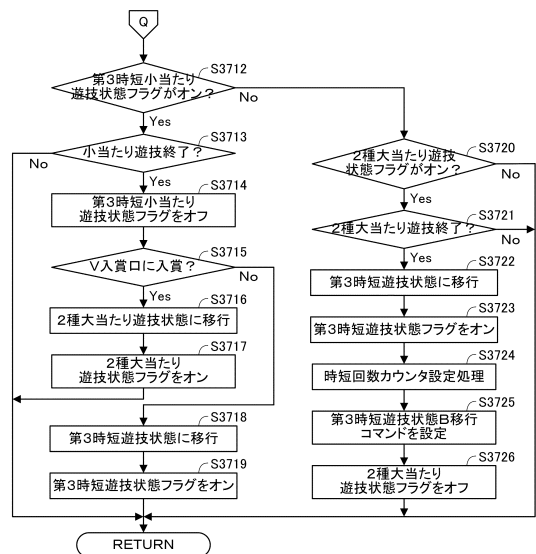 Q
S3712
第3時短小当たり
遊技状態フラグがオン？
No
Yes
S3713
小当たり遊技終了？
No
Yes
S3714
第3時短小当たり
遊技状態フラグをオフ
S3715
V入賞口に入賞？
No
Yes
S3716
2種大当たり遊技状態に移行
S3717
2種大当たり
遊技状態フラグをオン
S3718
第3時短遊技状態に移行
S3719
第3時短遊技状態フラグをオン
S3720
2種大当たり遊技
状態フラグがオン？
No
Yes
S3721
2種大当たり遊技終了？
No
Yes
S3722
第3時短遊技状態に移行
S3723
第3時短遊技状態フラグをオン
S3724
時短回数カウンタ設定処理
S3725
第3時短遊技状態B移行
コマンドを設定
S3726
2種大当たり
遊技状態フラグをオフ
RETURN